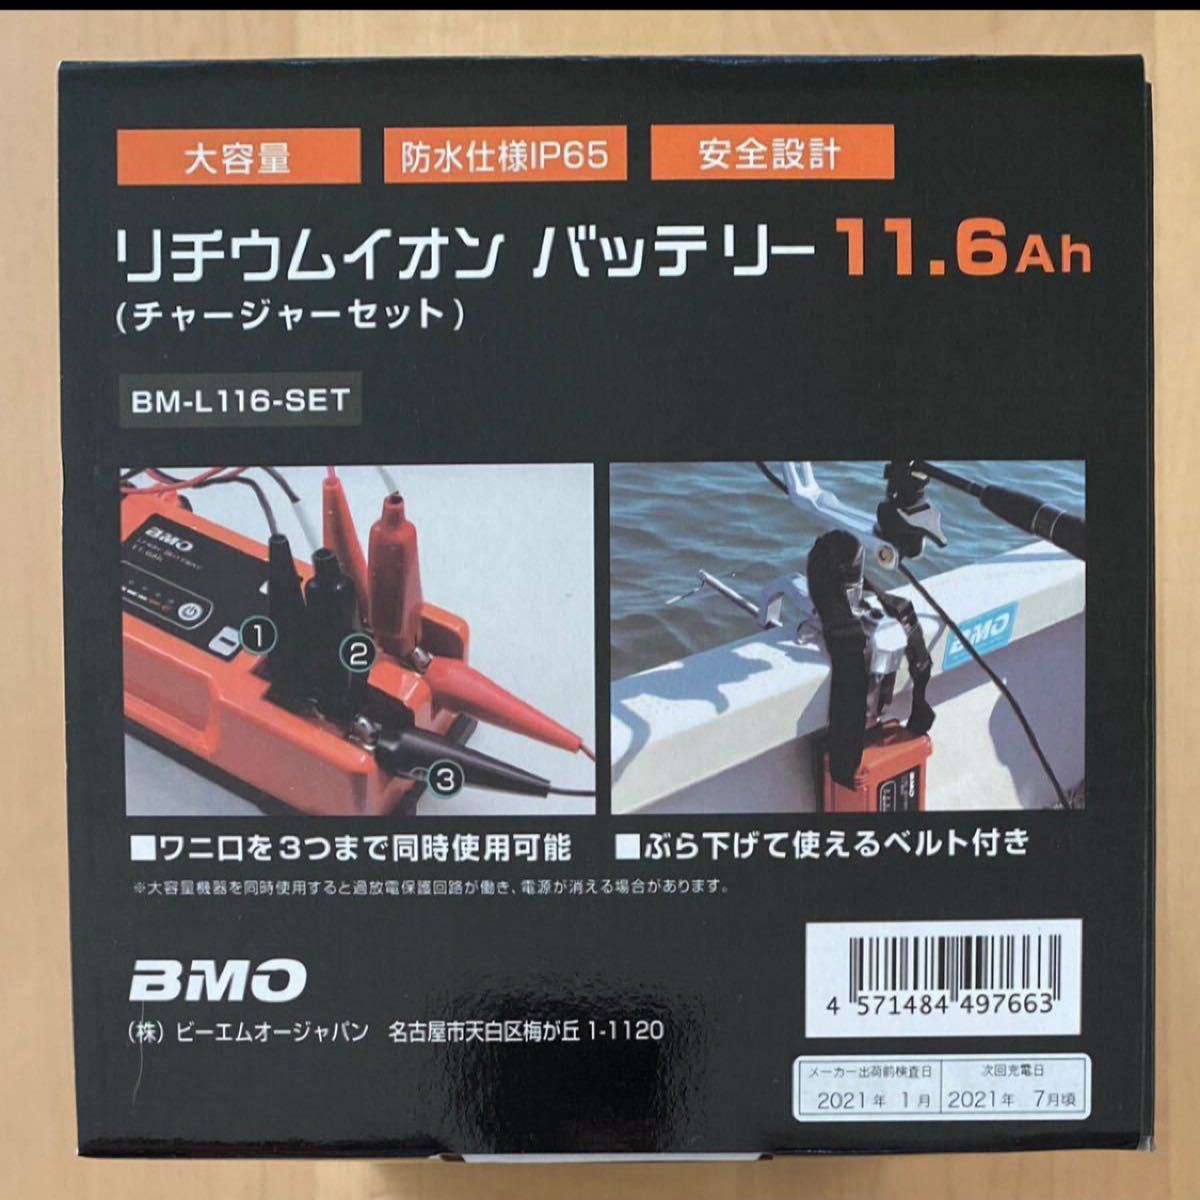 大容量
防水仕様IP65
安全設計
リチウムイオン バッテリー 11.6Ah
(チャージャーセット)
BM-L116-SET
BMO
11.6Ah
1
2
3
BMO
BMO
■ワニ口を3つまで同時使用可能
■ぶら下げて使えるベルト付き
※大容量機器を同時使用すると過放電保護回路が働き、電源が消える場合があります。
BMO
(株) ビーエムオージャパン 名古屋市天白区梅が丘 1-1120
4 571484 497663
メーカー出荷前検査日
次回充電日
2021年 1月
2021年 7月頃